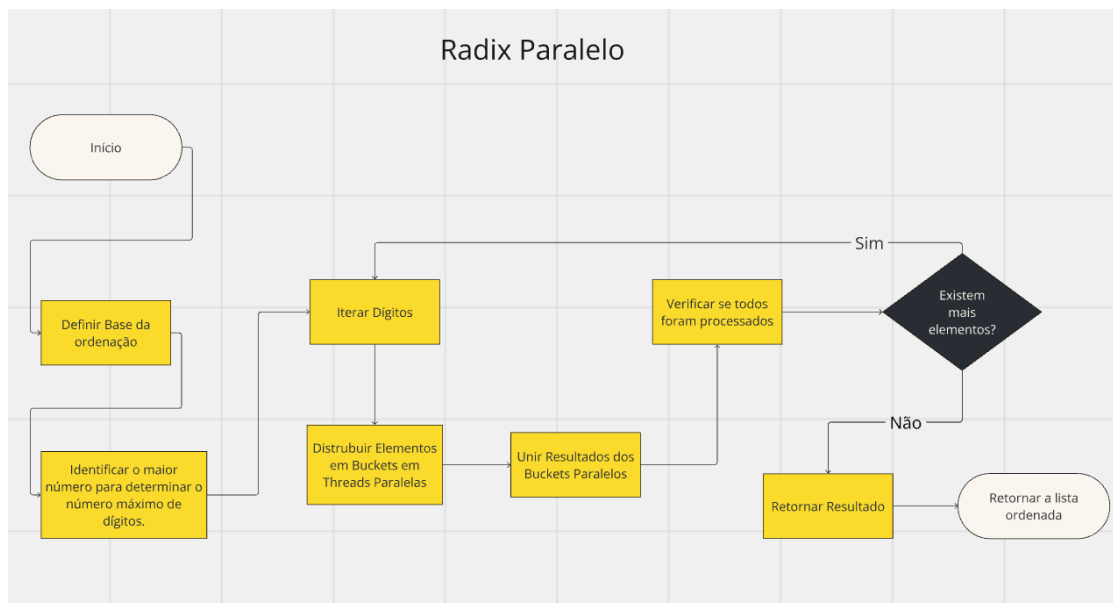 Radix Paralelo
Início
Definir Base da
ordenação
Identificar o maior
número para determinar o
número máximo de
dígitos.
Iterar Dígitos
Distrubuir Elementos
em Buckets em
Threads Paralelas
Unir Resultados dos
Buckets Paralelos
Verificar se todos
foram processados
Existem
mais
elementos?
Sim
Não
Retornar Resultado
Retornar a lista
ordenada